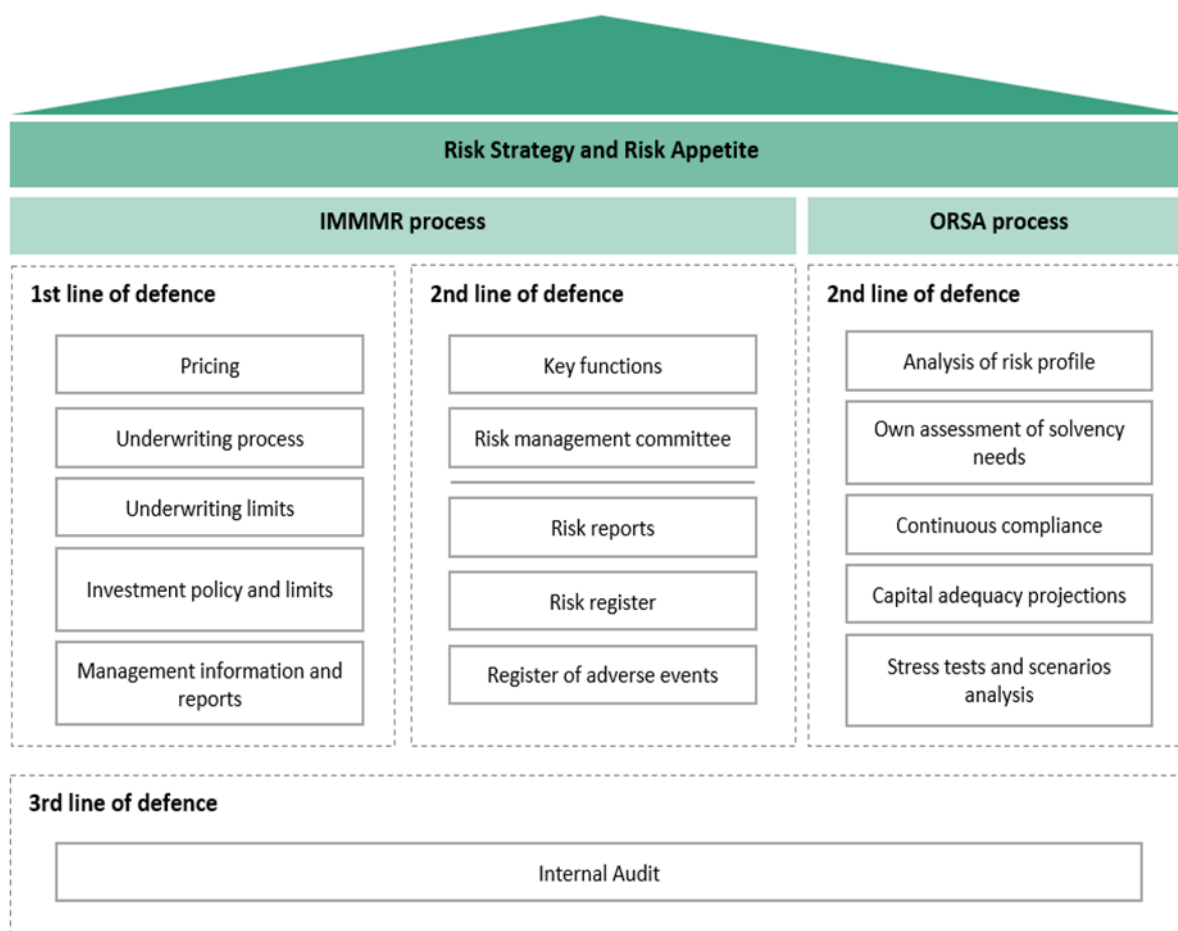 Risk Strategy and Risk Appetite
IMMMR process
ORSA process
1st line of defence
Pricing
Underwriting process
Underwriting limits
Investment policy and limits
Management information and
reports
2nd line of defence
Key functions
Risk management committee
Risk reports
Risk register
Register of adverse events
2nd line of defence
Analysis of risk profile
Own assessment of solvency
needs
Continuous compliance
Capital adequacy projections
Stress tests and scenarios
analysis
3rd line of defence
Internal Audit